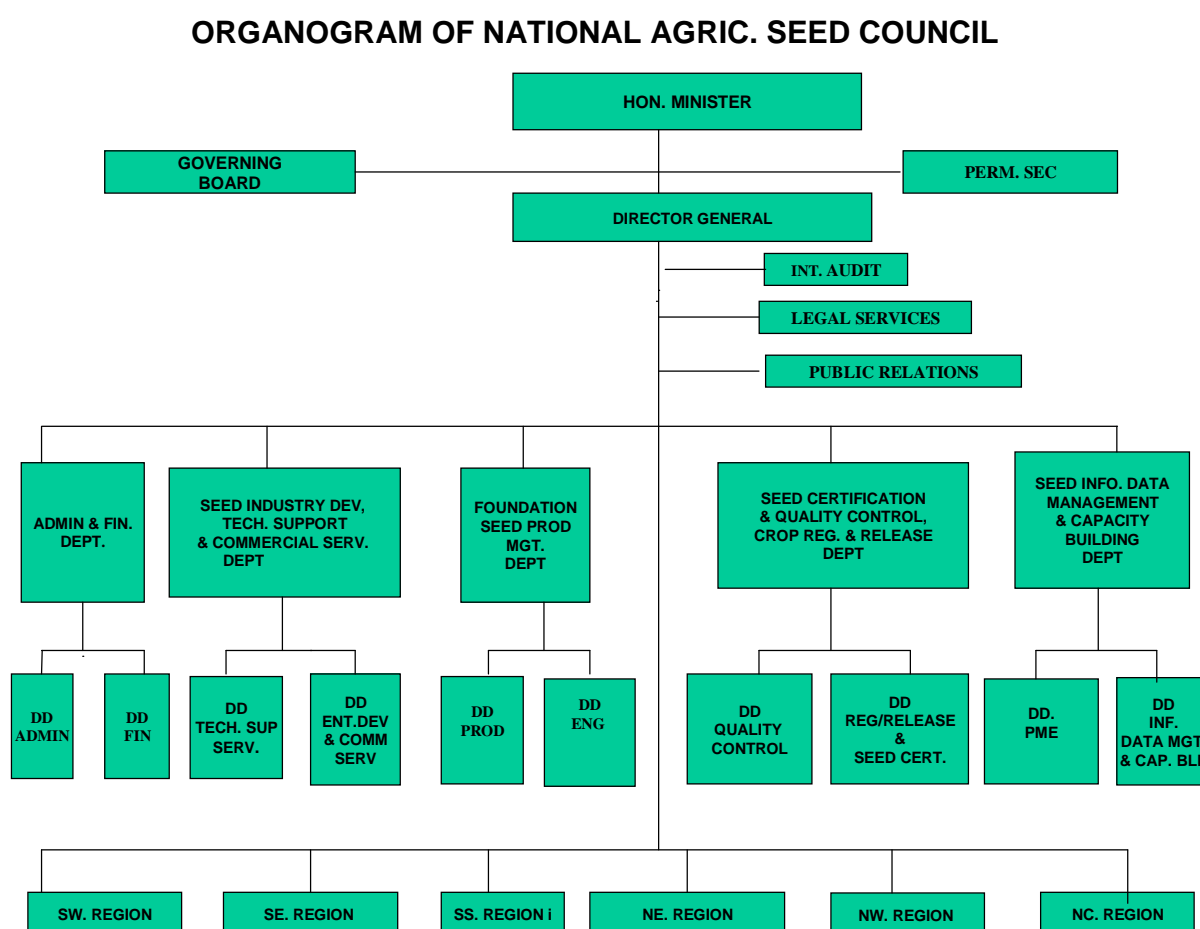 ORGANOGRAM OF NATIONAL AGRIC. SEED COUNCIL
HON. MINISTER
GOVERNING
BOARD
PERM. SEC
DIRECTOR GENERAL
INT. AUDIT
LEGAL SERVICES
PUBLIC RELATIONS
ADMIN & FIN.
DEPT.
SEED INDUSTRY DEV,
TECH. SUPPORT
& COMMERCIAL SERV.
DEPT
FOUNDATION
SEED PROD
MGT.
DEPT
SEED CERTIFICATION
& QUALITY CONTROL,
CROP REG. & RELEASE
DEPT
SEED INFO. DATA
MANAGEMENT
& CAPACITY
BUILDING
DEPT
DD
ADMIN
DD
FIN
DD
TECH. SUP
SERV.
DD
ENT.DEV
& COMM
SERV
DD
PROD
DD
ENG
DD
QUALITY
CONTROL
DD
REG/RELEASE
&
SEED CERT.
DD.
PME
DD
INF.
DATA MGT
& CAP.
SW. REGION
SE. REGION
SS. REGION i
NE. REGION
NW. REGION
NC. REGION